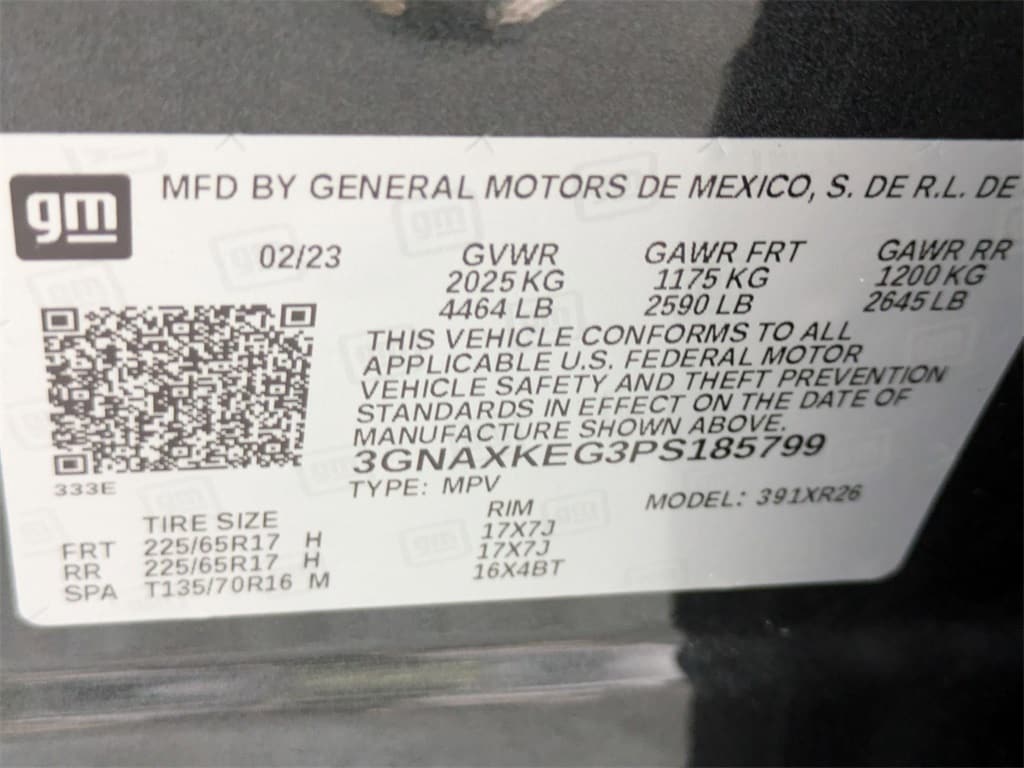 gm
MFD BY GENERAL MOTORS DE MEXICO, S. DE R.L. DE
02/23 GVWR GAWR FRT GAWR RR
2025 KG 1175 KG 1200 KG
4464 LB 2590 LB 2645 LB
THIS VEHICLE CONFORMS TO ALL
APPLICABLE U.S. FEDERAL MOTOR
VEHICLE SAFETY AND THEFT PREVENTION
STANDARDS IN EFFECT ON THE DATE OF
MANUFACTURE SHOWN ABOVE.
3GNAXKEG3PS185799
333E
TYPE: MPV MODEL: 391XR26
TIRE SIZE RIM
FRT 225/65R17 H 17X7J
RR 225/65R17 H 17X7J
SPA T135/70R16 M 16X4BT